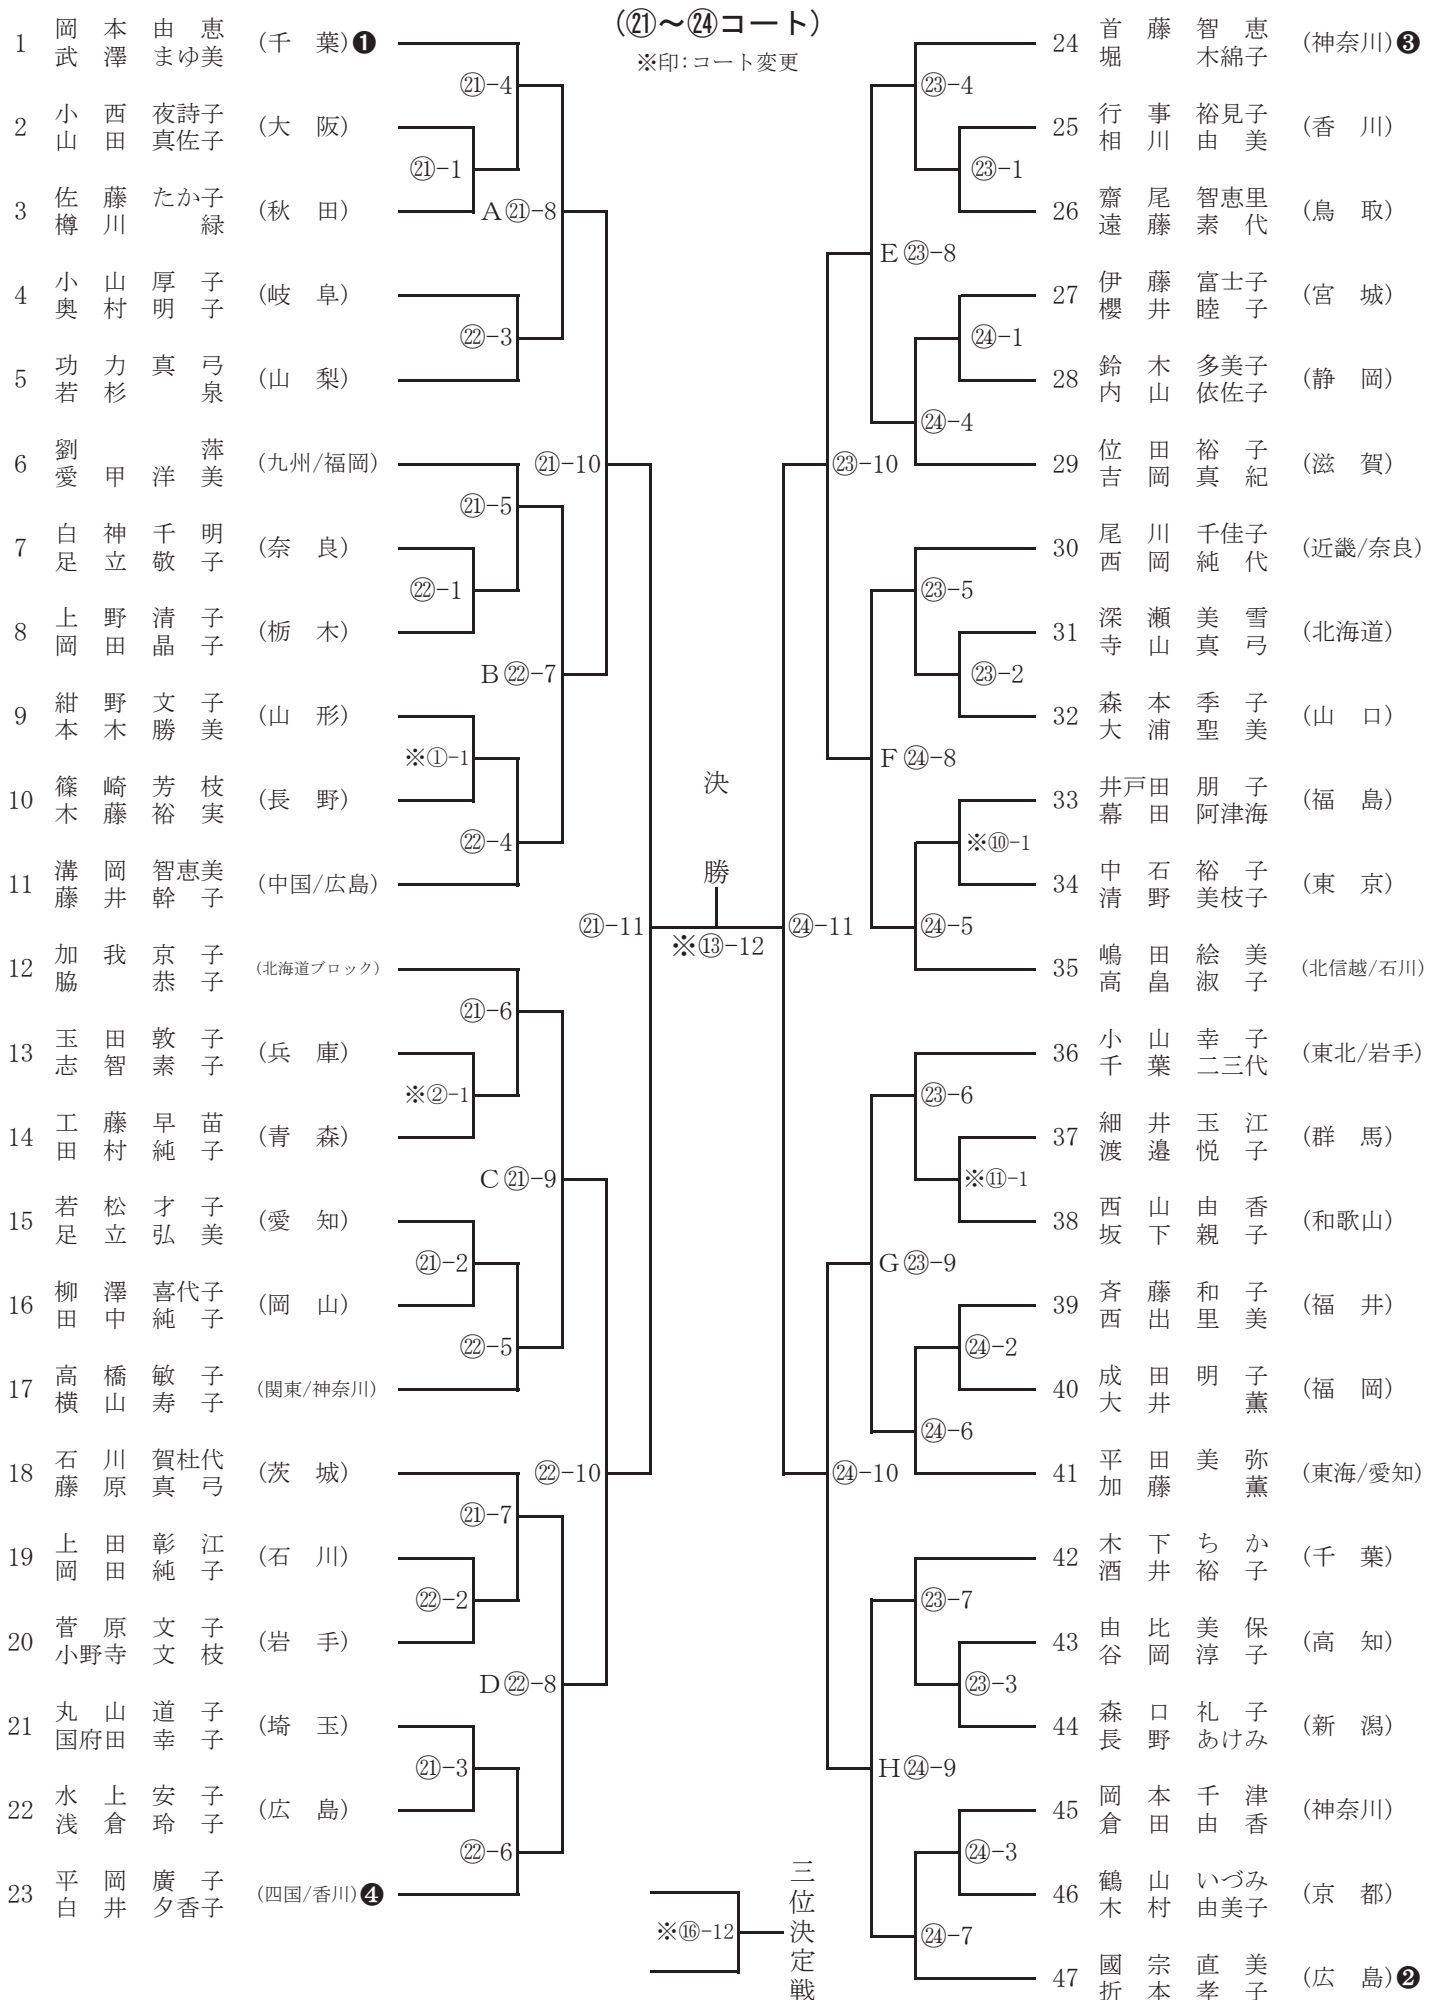 (㉑～㉔コート)
※印:コート変更
1 岡本由恵 武澤まゆ美 (千葉)❶
2 小西夜詩子 山田真佐子 (大阪)
3 佐藤たか子 樽川緑 (秋田)
4 小山厚子 奥村明子 (岐阜)
5 功力真弓 若杉泉 (山梨)
6 劉萍 愛甲洋美 (九州/福岡)
7 白神千明 足立敬子 (奈良)
8 上野清子 岡田晶子 (栃木)
9 紺野文子 本木勝美 (山形)
10 篠崎芳枝 木藤裕実 (長野)
11 溝岡智恵美 藤井幹子 (中国/広島)
12 加我京子 脇恭子 (北海道ブロック)
13 玉田敦子 志智素子 (兵庫)
14 工藤早苗 田村純子 (青森)
15 若松才子 足立弘美 (愛知)
16 柳澤喜代子 田中純子 (岡山)
17 高橋敏子 横山寿子 (関東/神奈川)
18 石川賀杜代 藤原真弓 (茨城)
19 上田彰江 岡田純子 (石川)
20 菅原文子 小野寺文枝 (岩手)
21 丸山道子 国府田幸子 (埼玉)
22 水上安子 浅倉玲子 (広島)
23 平岡廣子 白井夕香子 (四国/香川)❹
㉑-4
㉑-1
A㉑-8
㉒-3
㉑-10
㉑-5
㉒-1
B㉒-7
※①-1
㉒-4
㉑-11
㉑-6
※②-1
C㉑-9
㉑-2
㉒-5
㉒-10
㉑-7
㉒-2
D㉒-8
㉑-3
㉒-6
決勝
※⑬-12
三位決定戦
※⑯-12
㉓-4
㉓-1
E㉓-8
㉔-1
㉔-4
㉓-10
㉓-5
㉓-2
F㉔-8
※⑩-1
㉔-5
㉔-11
㉓-6
※⑪-1
G㉓-9
㉔-2
㉔-6
㉔-10
㉓-7
㉓-3
H㉔-9
㉔-3
㉔-7
24 首藤智恵 堀木綿子 (神奈川)❸
25 行事裕見子 相川由美 (香川)
26 齋尾智恵里 遠藤素代 (鳥取)
27 伊藤富士子 櫻井睦子 (宮城)
28 鈴木多美子 内山依佐子 (静岡)
29 位田裕子 吉岡真紀 (滋賀)
30 尾川千佳子 西岡純代 (近畿/奈良)
31 深瀬美雪 寺山真弓 (北海道)
32 森本季子 大浦聖美 (山口)
33 井戸田朋子 幕田阿津海 (福島)
34 中石裕子 清野美枝子 (東京)
35 嶋田絵美 高畠淑子 (北信越/石川)
36 小山幸子 千葉二三代 (東北/岩手)
37 細井玉江 渡邉悦子 (群馬)
38 西山由香 坂下親子 (和歌山)
39 斉藤和子 西出里美 (福井)
40 成田明子 大井薫 (福岡)
41 平田美弥 加藤薫 (東海/愛知)
42 木下ちか 酒井裕子 (千葉)
43 由比美保 谷岡淳子 (高知)
44 森口礼子 長野あけみ (新潟)
45 岡本千津 倉田由香 (神奈川)
46 鶴山いづみ 木村由美子 (京都)
47 國宗直美 折本孝子 (広島)❷